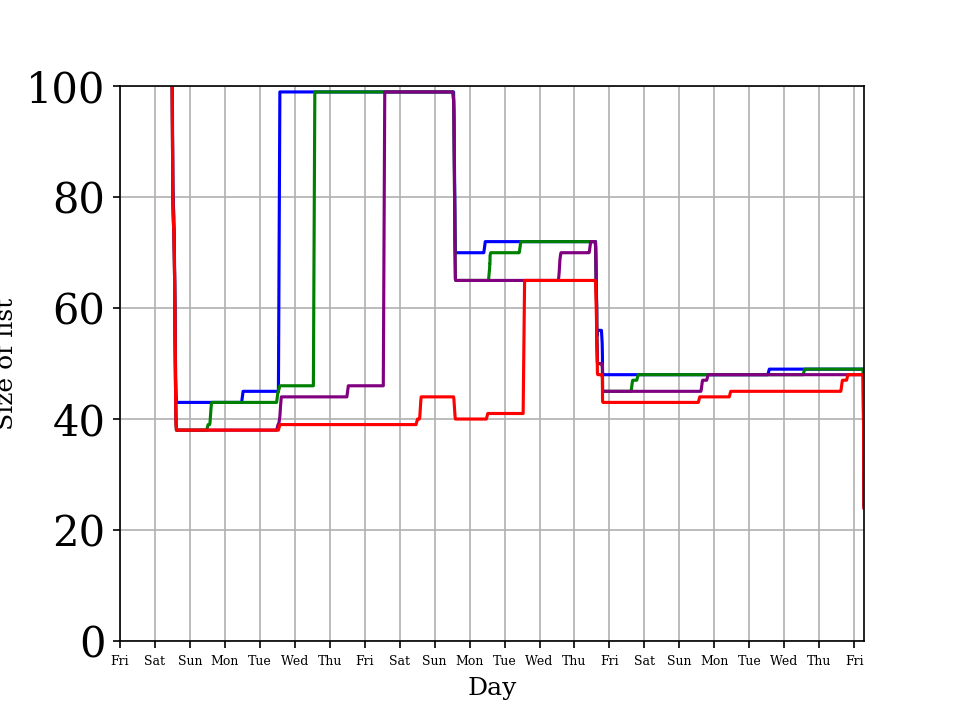 100
80
60
40
20
0
Size of list
Fri Sat Sun Mon Tue Wed Thu Fri Sat Sun Mon Tue Wed Thu Fri Sat Sun Mon Tue Wed Thu Fri
Day